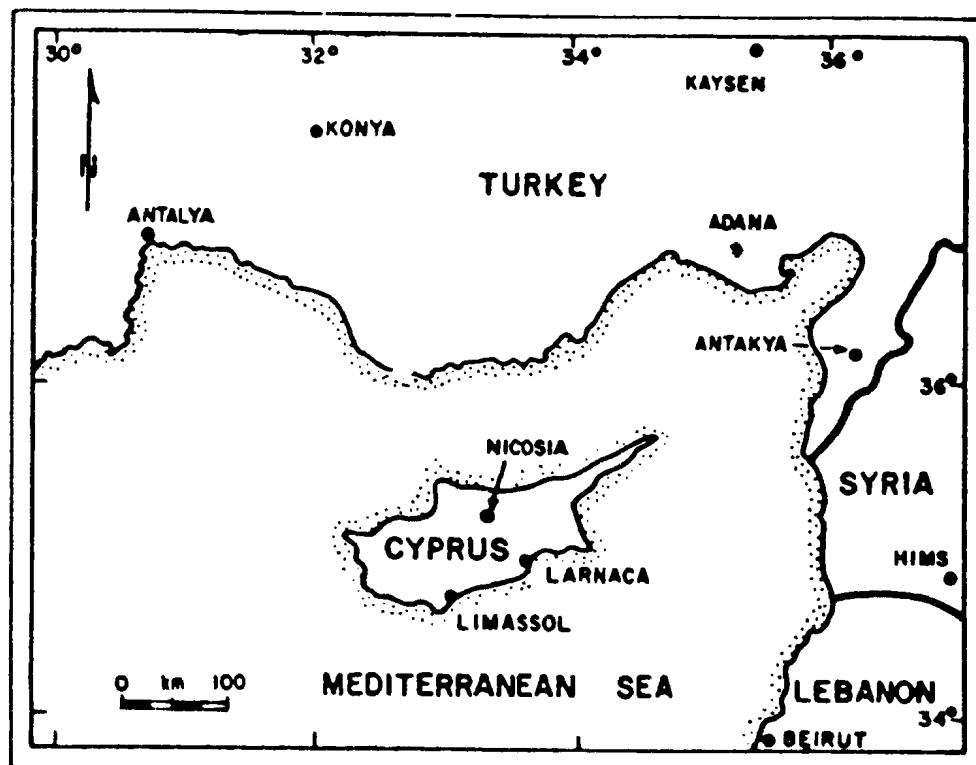 30° 32° 34° 36°
KAYSEN
KONYA
N
TURKEY
ANTALYA
ADANA
ANTAKYA
36°
NICOSIA
SYRIA
CYPRUS
HIMS
LARNACA
LIMASSOL
0 km 100
MEDITERRANEAN SEA
LEBANON
34°
BEIRUT